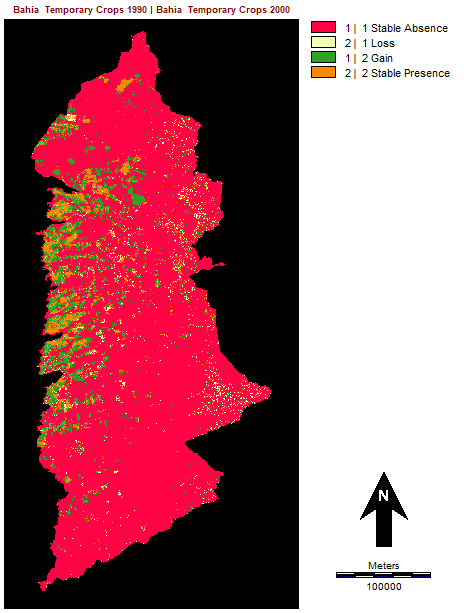 Bahia  Temporary Crops 1990 | Bahia  Temporary Crops 2000
1 | 1 Stable Absence
2 | 1 Loss
1 | 2 Gain
2 | 2 Stable Presence
N
Meters
100000